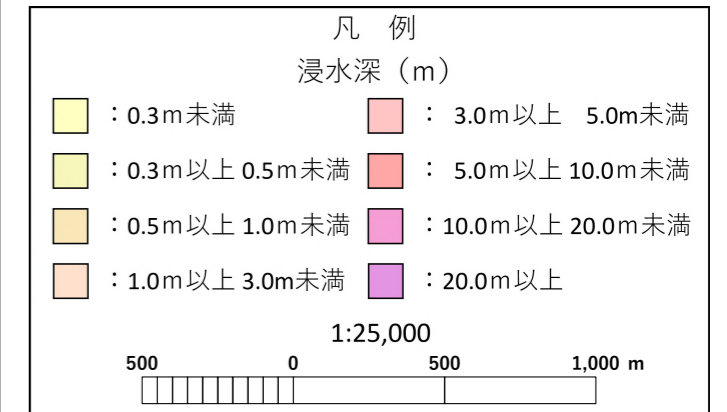 凡 例
浸水深（m）
：0.3m未満
：3.0m以上 5.0m未満
：0.3m以上 0.5m未満
：5.0m以上 10.0m未満
：0.5m以上 1.0m未満
：10.0m以上 20.0m未満
：1.0m以上 3.0m未満
：20.0m以上
1:25,000
500 0 500 1,000 m